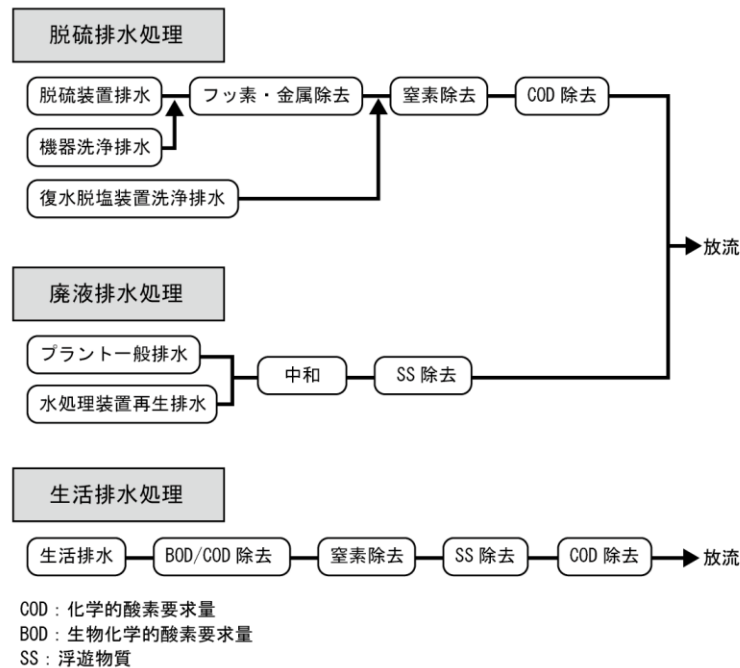 脱硫排水処理
脱硫装置排水
フッ素・金属除去
窒素除去
COD 除去
機器洗浄排水
復水脱塩装置洗浄排水
放流
廃液排水処理
プラント一般排水
中和
SS 除去
水処理装置再生排水
生活排水処理
生活排水
BOD/COD 除去
窒素除去
SS 除去
COD 除去
放流
COD：化学的酸素要求量
BOD：生物化学的酸素要求量
SS：浮遊物質